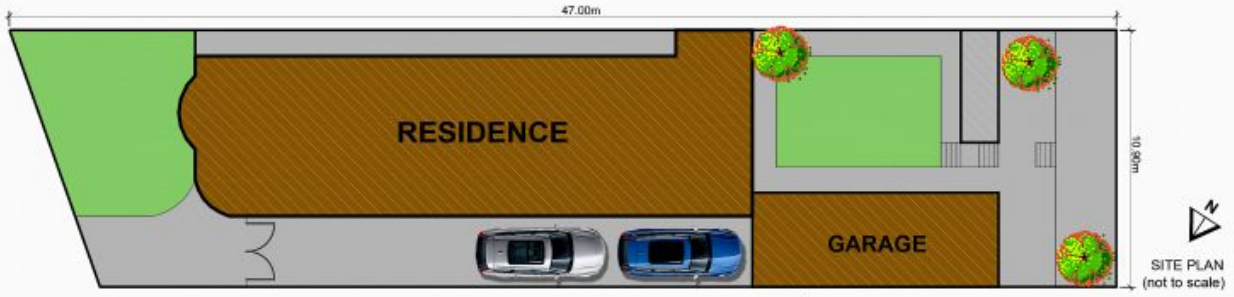 47.00m
RESIDENCE
10.90m
GARAGE
N
SITE PLAN
(not to scale)